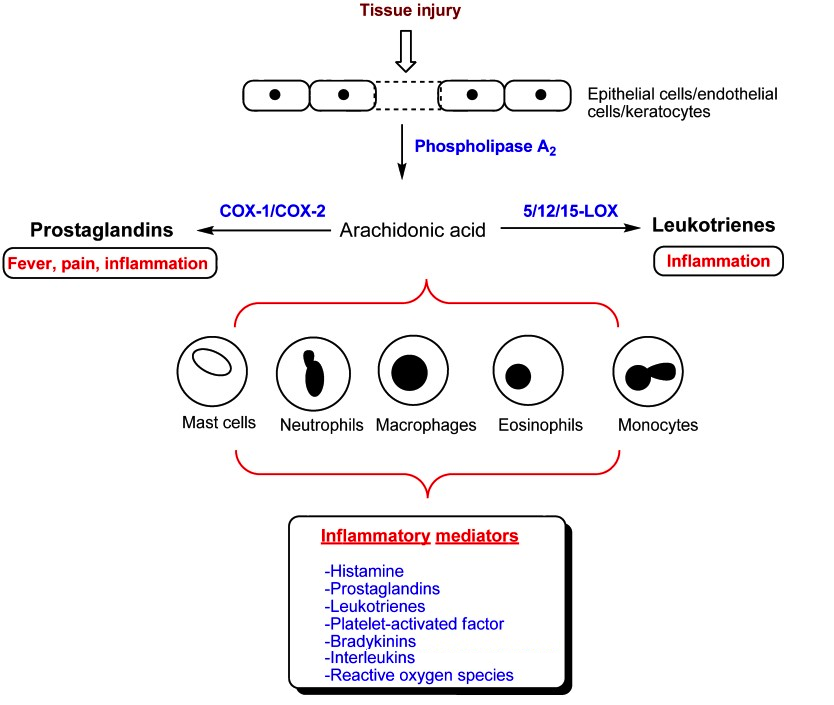 Tissue injury
Epithelial cells/endothelial
cells/keratocytes
Phospholipase A2
COX-1/COX-2
5/12/15-LOX
Prostaglandins
Arachidonic acid
Leukotrienes
Fever, pain, inflammation
Inflammation
Mast cells
Neutrophils
Macrophages
Eosinophils
Monocytes
Inflammatory mediators
-Histamine
-Prostaglandins
-Leukotrienes
-Platelet-activated factor
-Bradykinins
-Interleukins
-Reactive oxygen species